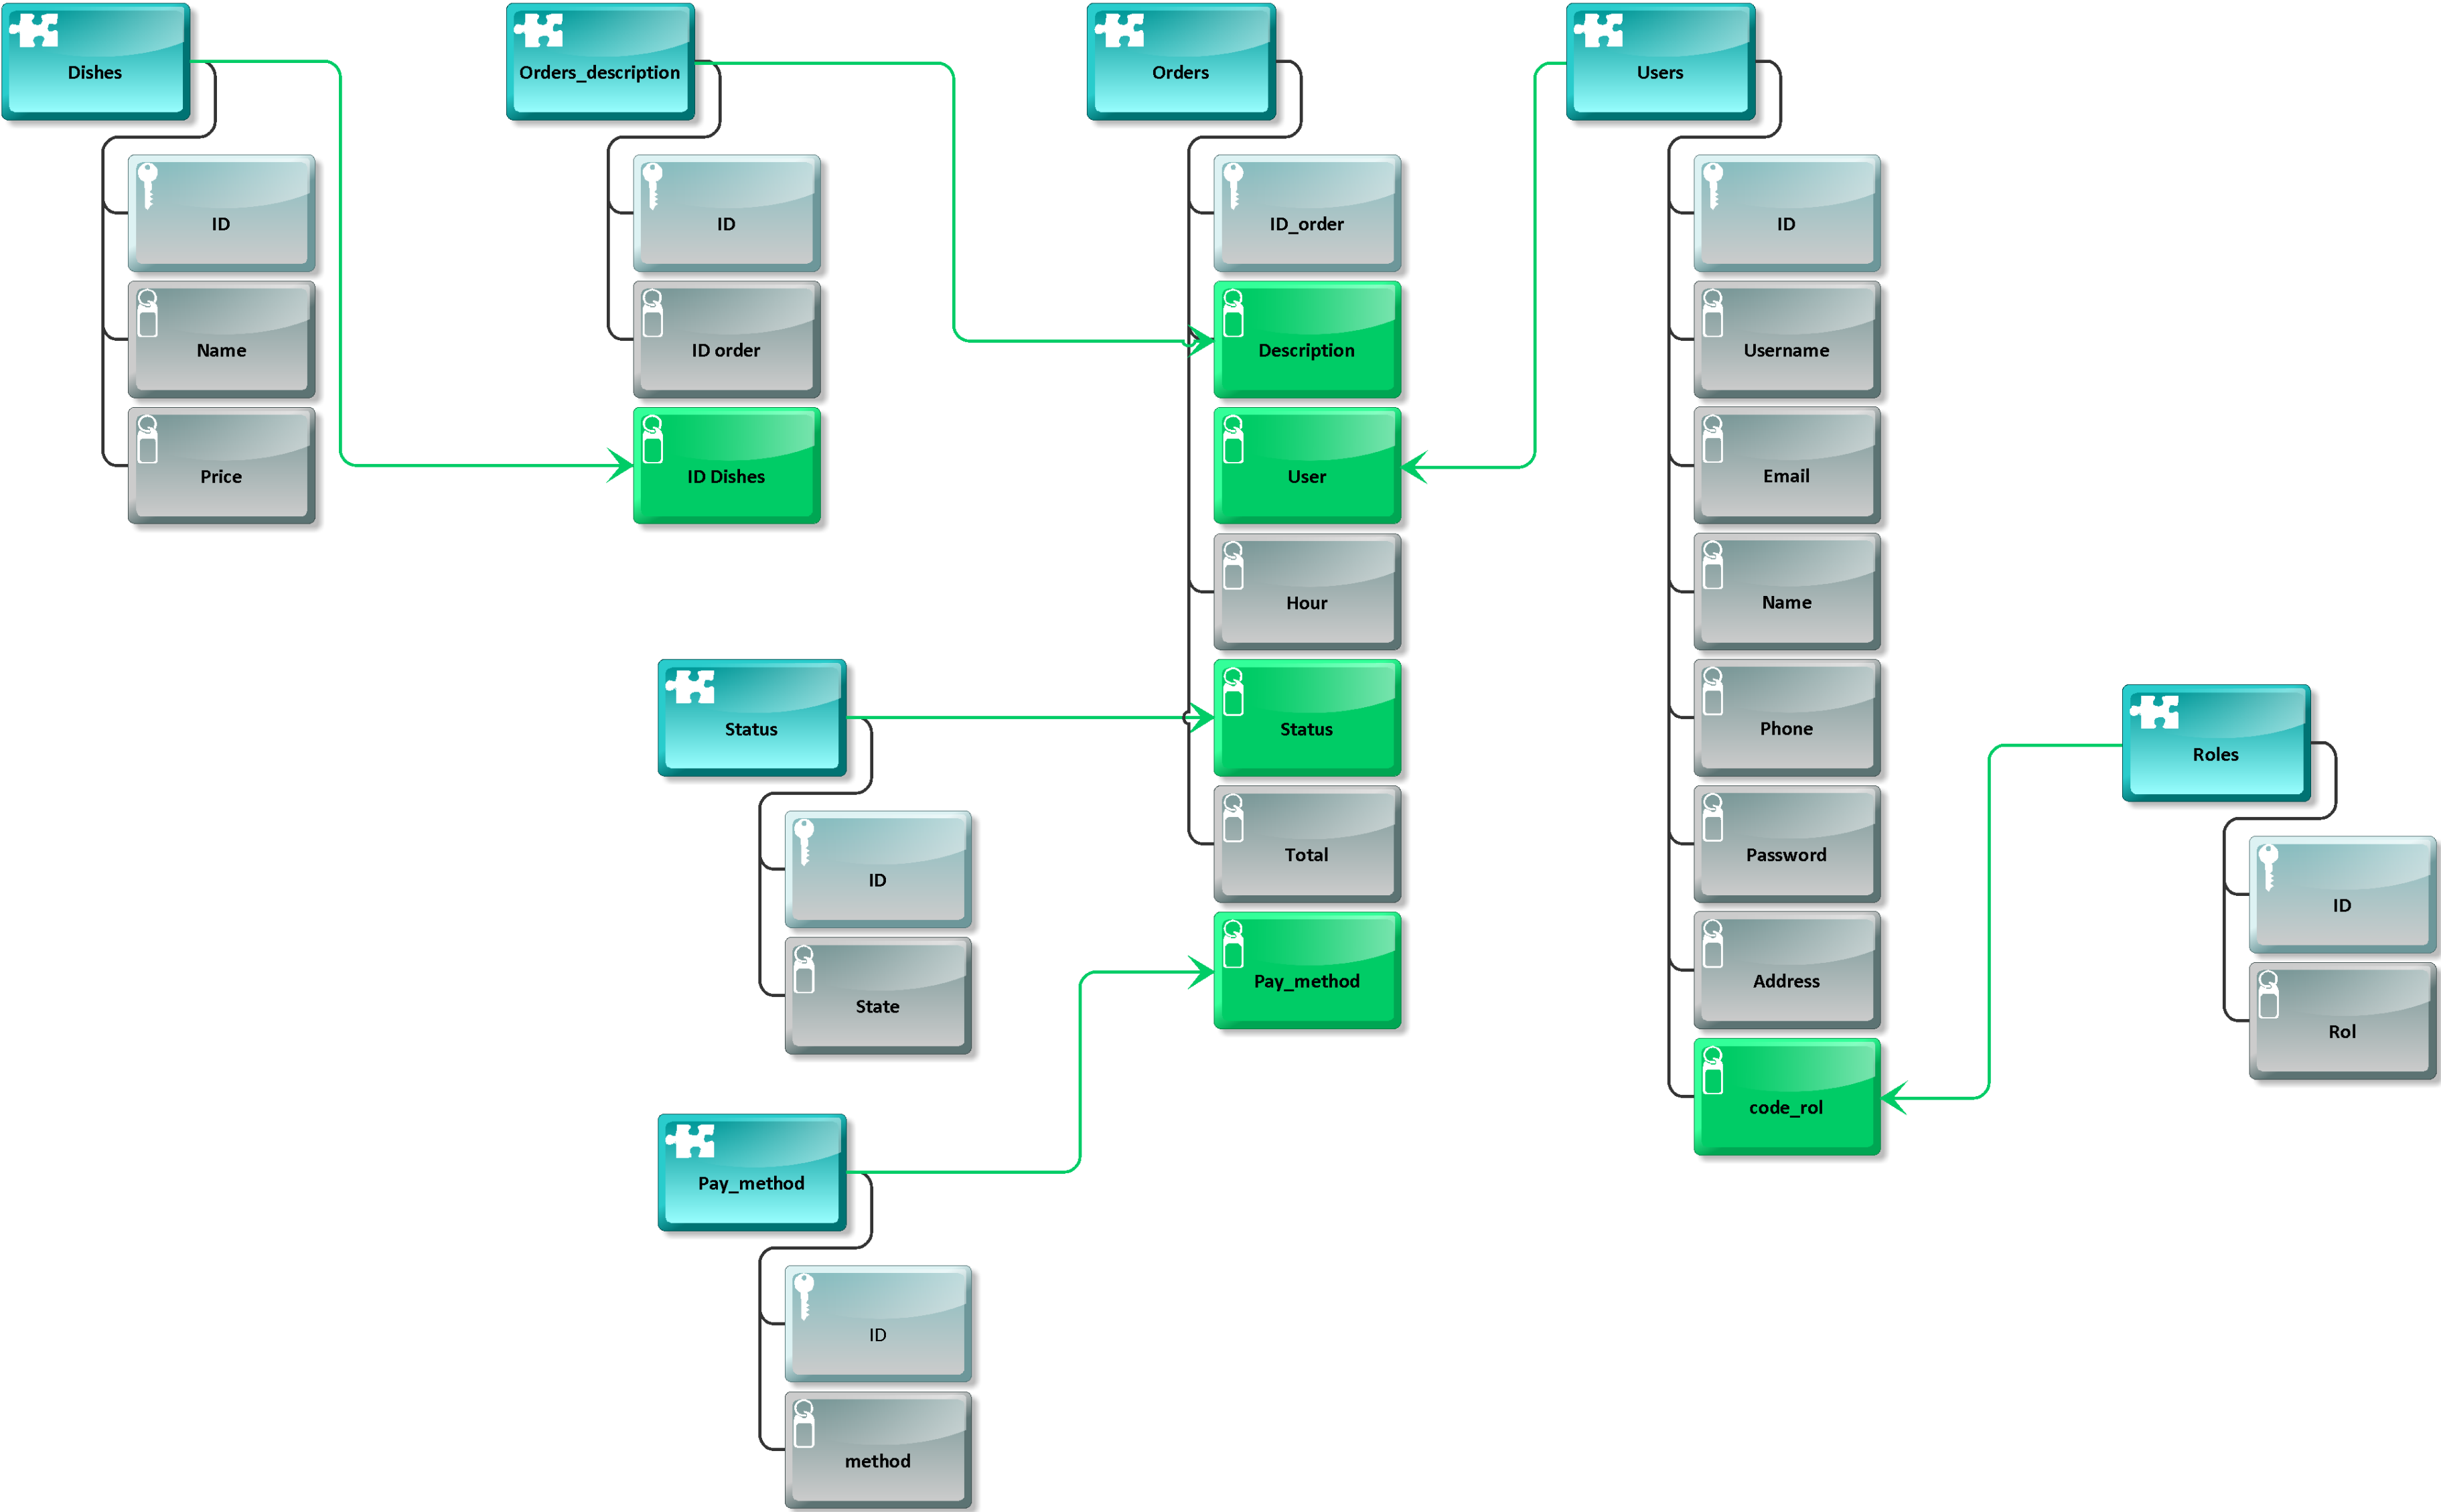 Dishes
ID
Name
Price
Orders_description
ID
ID order
ID Dishes
Orders
ID_order
Description
User
Hour
Status
Total
Pay_method
Users
ID
Username
Email
Name
Phone
Password
Address
code_rol
Status
ID
State
Pay_method
ID
method
Roles
ID
Rol